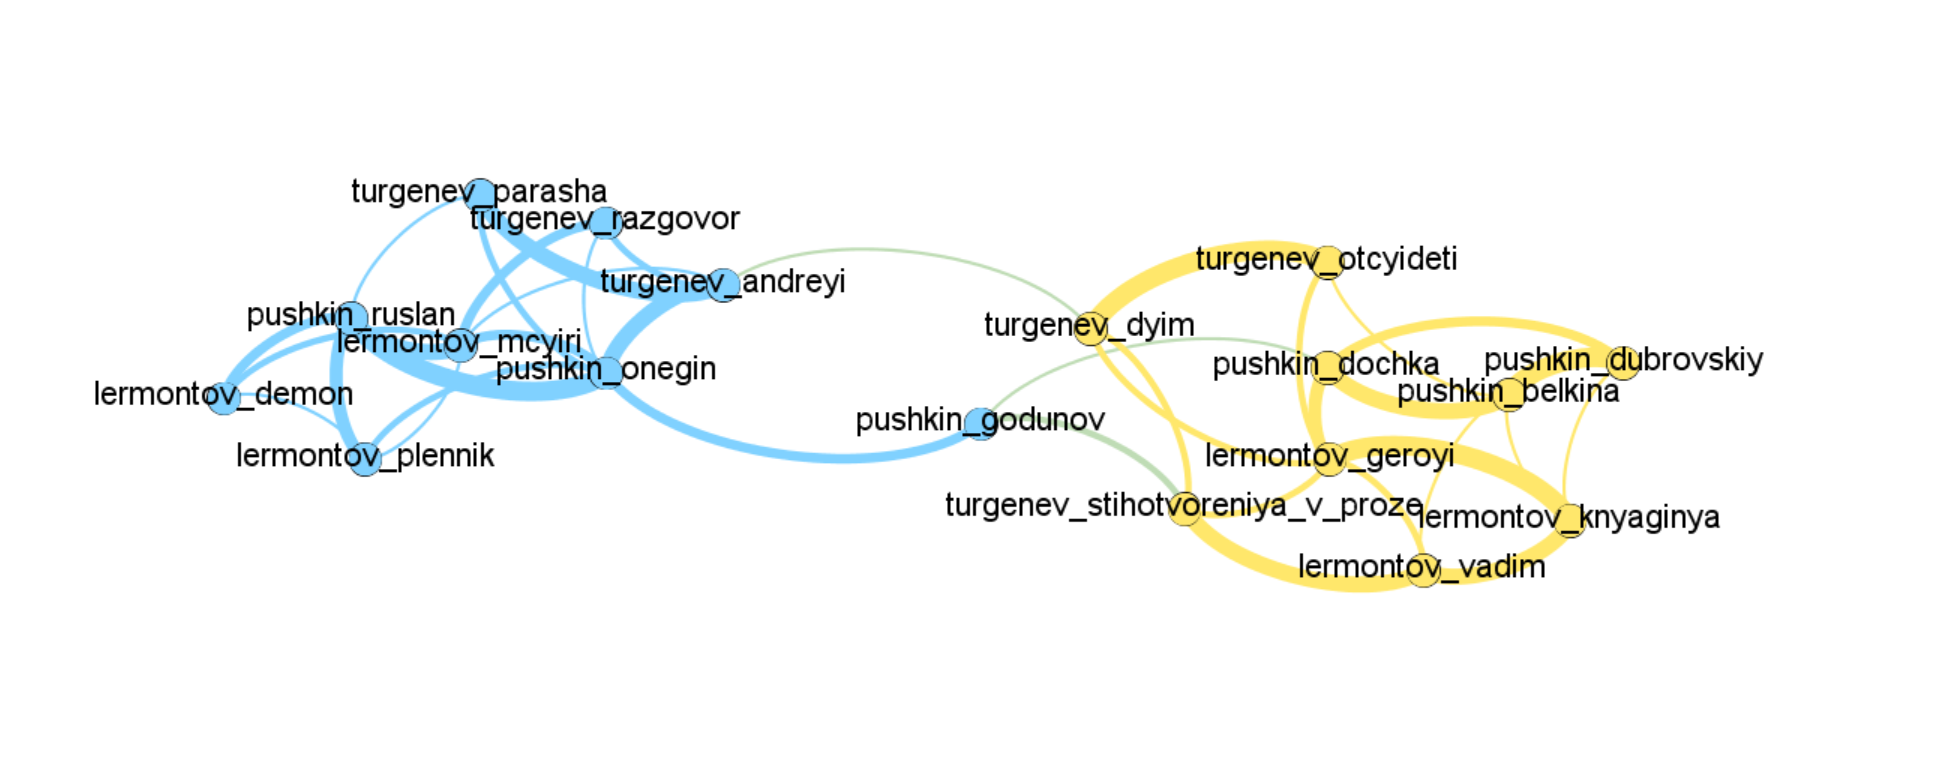 turgenev_parasha
turgenev_razgovor
turgenev_andreyi
pushkin_ruslan
lermontov_mcyiri
pushkin_onegin
lermontov_demon
lermontov_plennik
pushkin_godunov
turgenev_otcyideti
turgenev_dyim
pushkin_dochka
pushkin_dubrovskiy
pushkin_belkina
lermontov_geroyi
turgenev_stihotvoreniya_v_proze
lermontov_knyaginya
lermontov_vadim